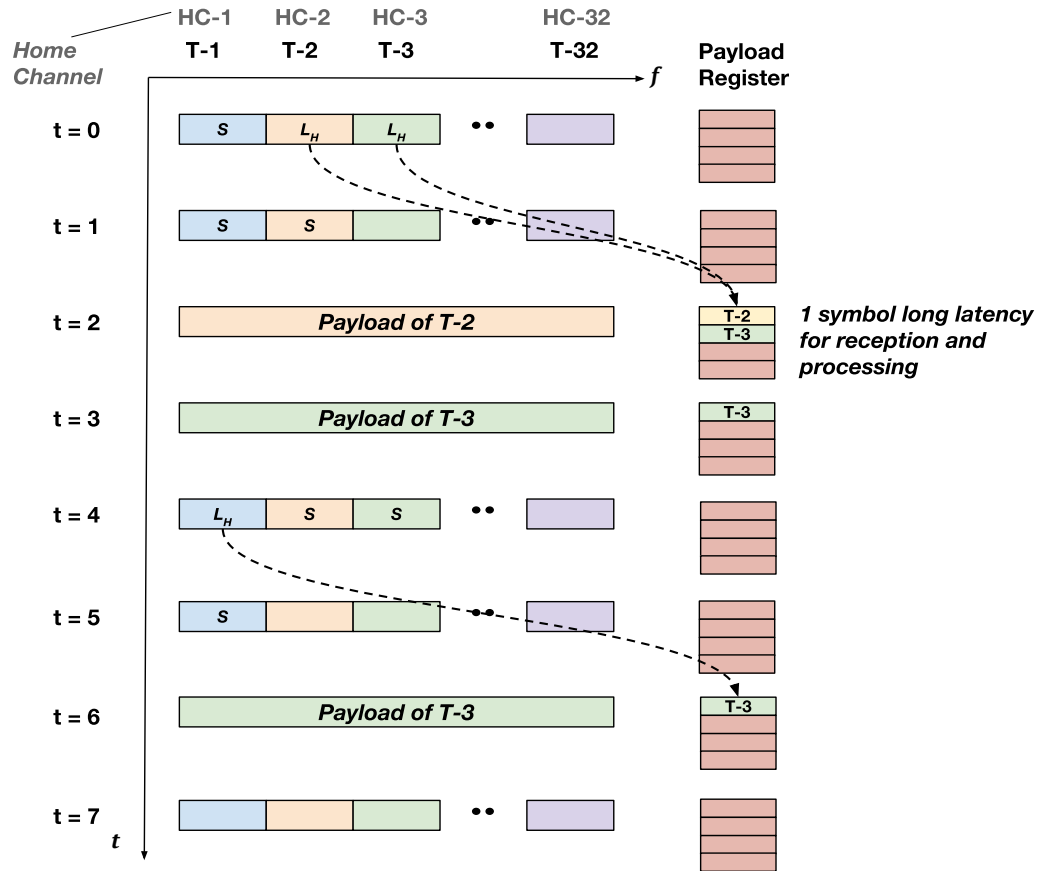 HC-1 HC-2 HC-3 HC-32
Home
Channel
T-1 T-2 T-3 T-32
Payload
Register
f
t = 0 S L_H L_H
t = 1 S S
t = 2 Payload of T-2 T-2
T-3
1 symbol long latency
for reception and
processing
t = 3 Payload of T-3 T-3
t = 4 L_H S S
t = 5 S
t = 6 Payload of T-3 T-3
t = 7
t